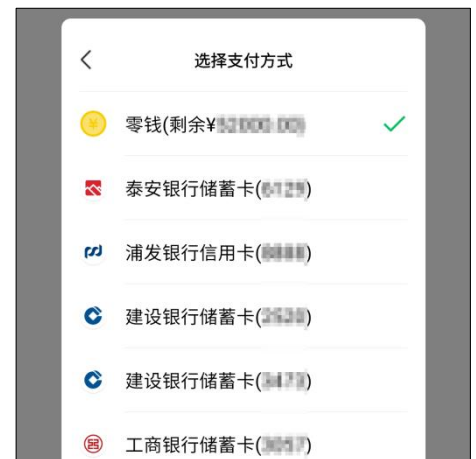 选择支付方式
零钱(剩余¥
泰安银行储蓄卡( )
浦发银行信用卡( )
建设银行储蓄卡( )
建设银行储蓄卡( )
工商银行储蓄卡( )